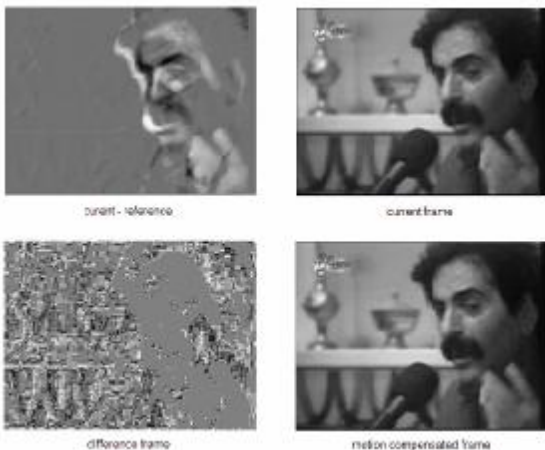 current - reference
current frame
difference frame
motion compensated frame